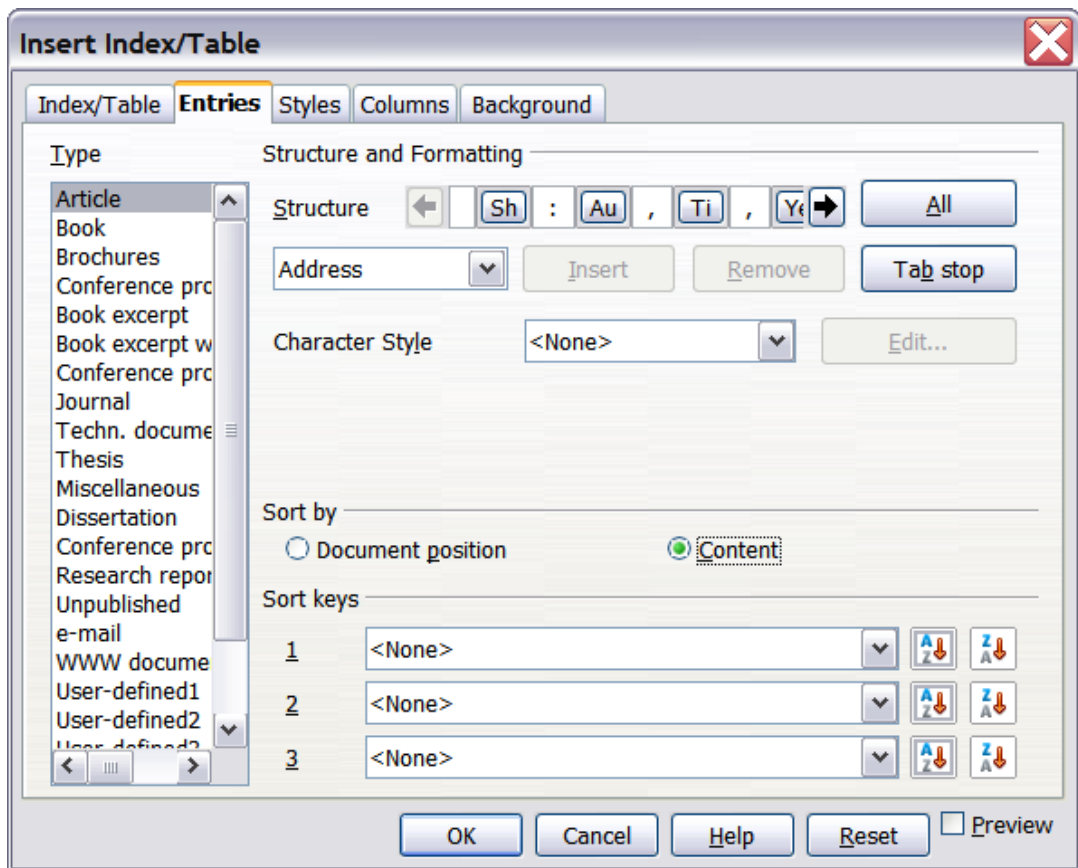 Insert Index/Table
Index/Table Entries Styles Columns Background
Type
Article
Book
Brochures
Conference pro
Book excerpt
Book excerpt w
Conference pro
Journal
Techn. docume
Thesis
Miscellaneous
Dissertation
Conference pro
Research repor
Unpublished
e-mail
WWW docume
User-defined1
User-defined2
User-defined3
Structure and Formatting
Structure Sh : Au , Ti , Ye All
Address Insert Remove Tab stop
Character Style <None> Edit...
Sort by
Document position Content
Sort keys
1 <None> A Z Z A
2 <None> A Z Z A
3 <None> A Z Z A
OK Cancel Help Reset Preview